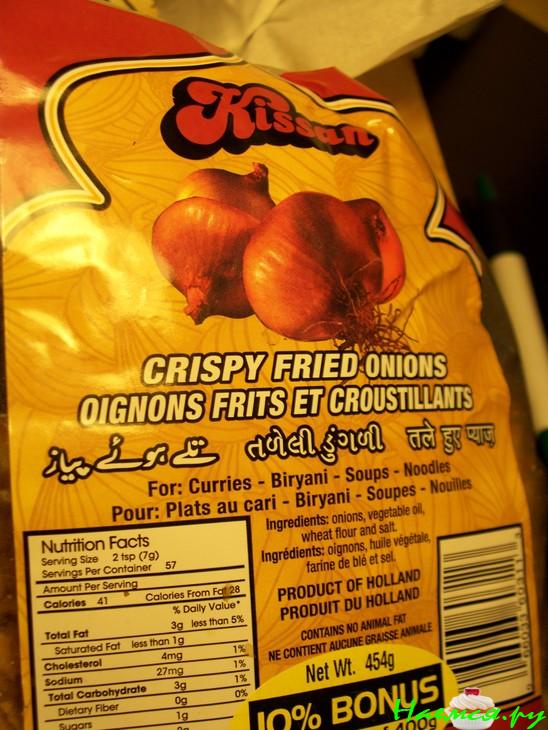 Kissan
CRISPY FRIED ONIONS
OIGNONS FRITS ET CROUSTILLANTS
تلے ہوئے پیاز તળેલી ડુંગળી तले हुए प्याज़
For: Curries - Biryani - Soups - Noodles
Pour: Plats au cari - Biryani - Soupes - Nouilles
Nutrition Facts
Serving Size 2 tsp (7g)
Servings Per Container 57
Amount Per Serving
Calories 41 Calories From Fat 28
% Daily Value*
Total Fat 3g less than 5%
Saturated Fat less than 1g 1%
Cholesterol 4mg 1%
Sodium 27mg 1%
Total Carbohydrate 3g 1%
Dietary Fiber 0g 0%
Sugars 1g
Ingredients: onions, vegetable oil,
wheat flour and salt.
Ingrédients: oignons, huile végétale,
farine de blé et sel.
PRODUCT OF HOLLAND
PRODUIT DU HOLLAND
CONTAINS NO ANIMAL FAT
NE CONTIENT AUCUNE GRAISSE ANIMALE
Net Wt. 454g
10% BONUS
of 400g
Наимся.ру